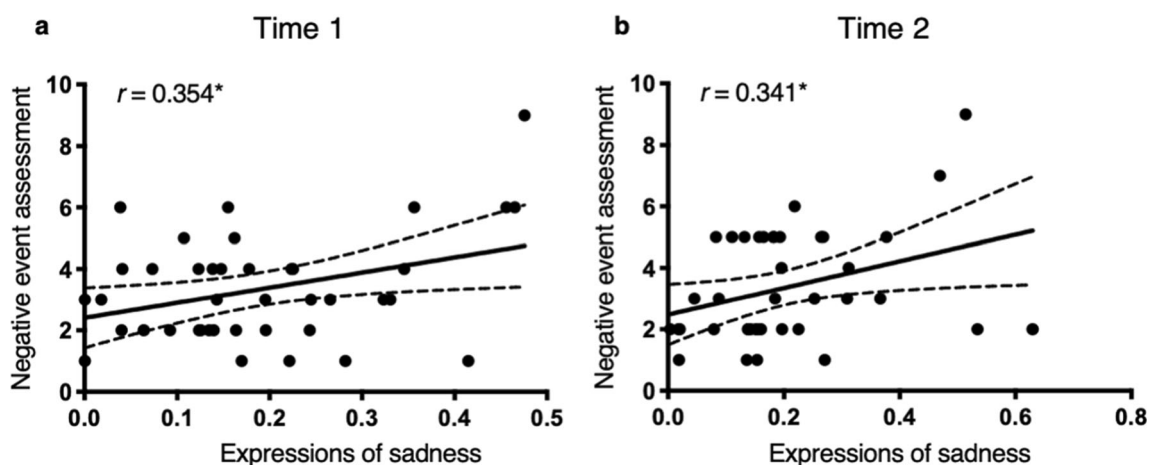 a
Time 1
r = 0.354*
Negative event assessment
10
8
6
4
2
0
0.0 0.1 0.2 0.3 0.4 0.5
Expressions of sadness
b
Time 2
r = 0.341*
Negative event assessment
10
8
6
4
2
0
0.0 0.2 0.4 0.6 0.8
Expressions of sadness